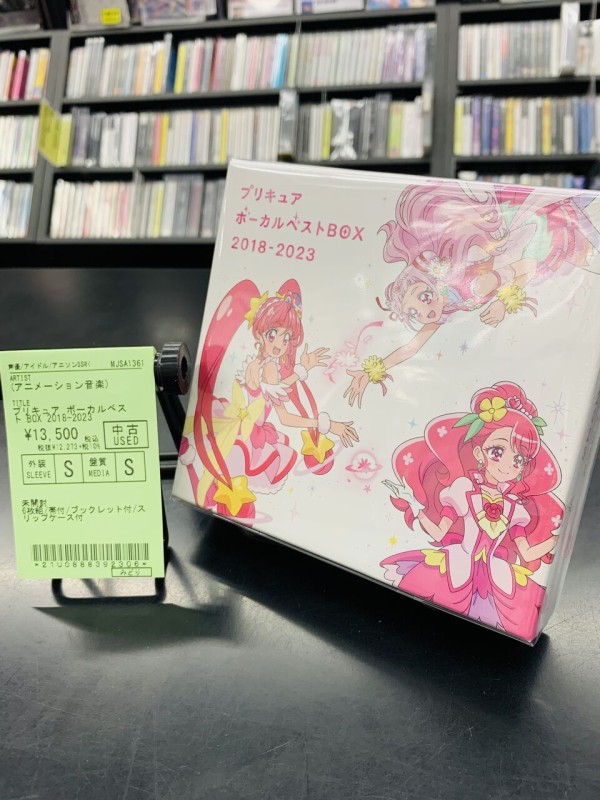 プリキュア
ボーカルベストBOX
2018-2023
声優/アイドル/アニソンSSRI MJSA1361
ARTIST
(アニメーション音楽)
TITLE
プリキュア ボーカルベス
ト BOX 2018-2023
¥13,500 税込
中古
USED
外装
SLEEVE
S
盤質
MEDIA
S
未開封
6枚組/帯付/ブックレット付/ス
リップケース付
*21U0888392306*
みどり